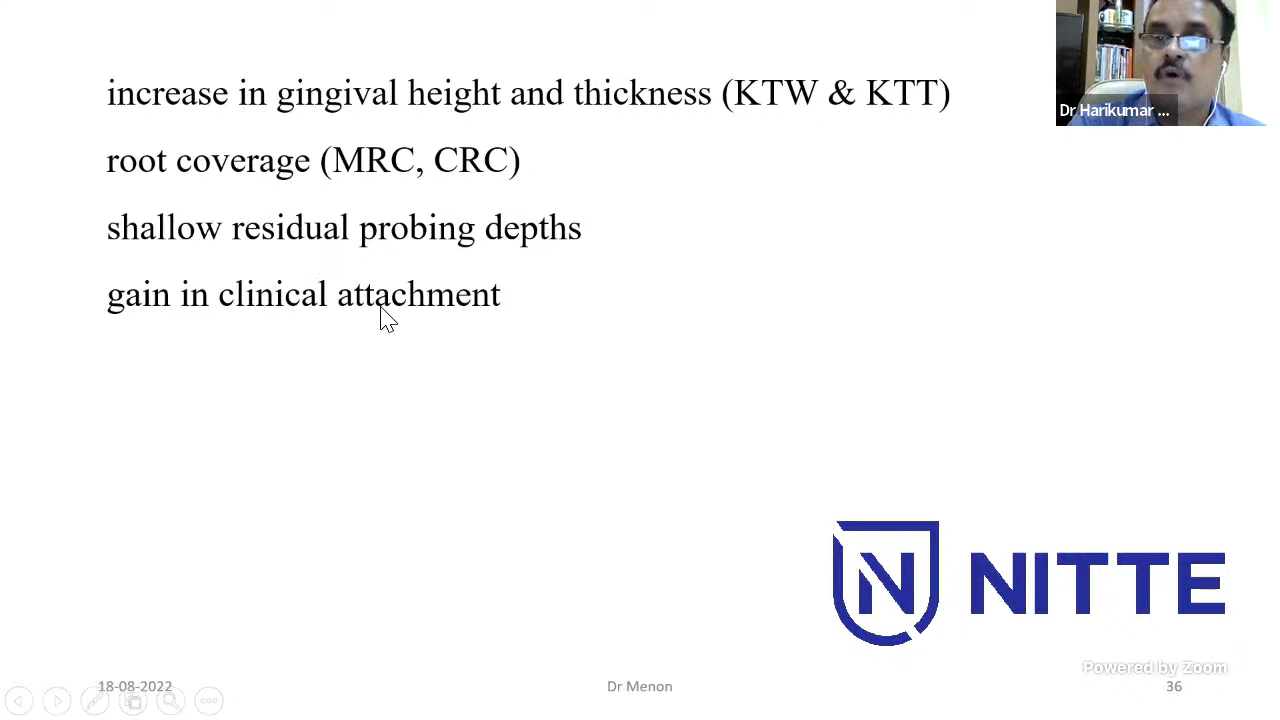 increase in gingival height and thickness (KTW & KTT)
Dr Harikumar ...
root coverage (MRC, CRC)
shallow residual probing depths
gain in clinical attachment
N NITTE
Powered by Zoom
18-08-2022
Dr Menon
36